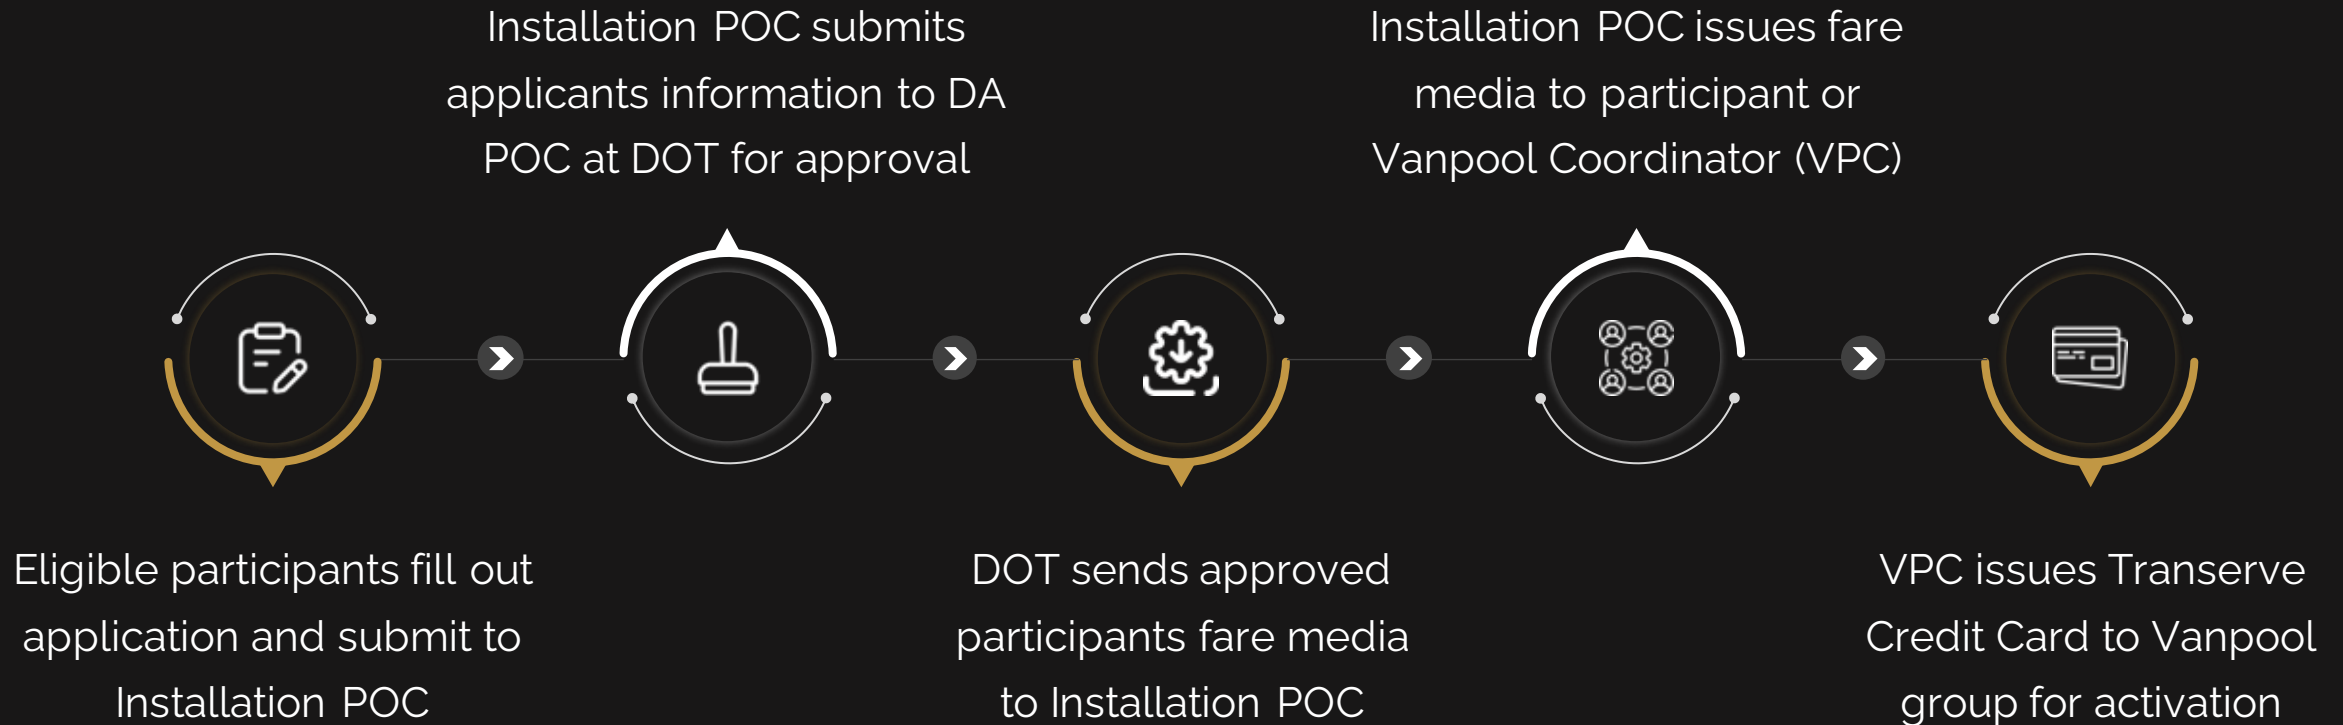 Eligible participants fill out
application and submit to
Installation POC
Installation POC submits
applicants information to DA
POC at DOT for approval
DOT sends approved
participants fare media
to Installation POC
Installation POC issues fare
media to participant or
Vanpool Coordinator (VPC)
VPC issues Transerve
Credit Card to Vanpool
group for activation